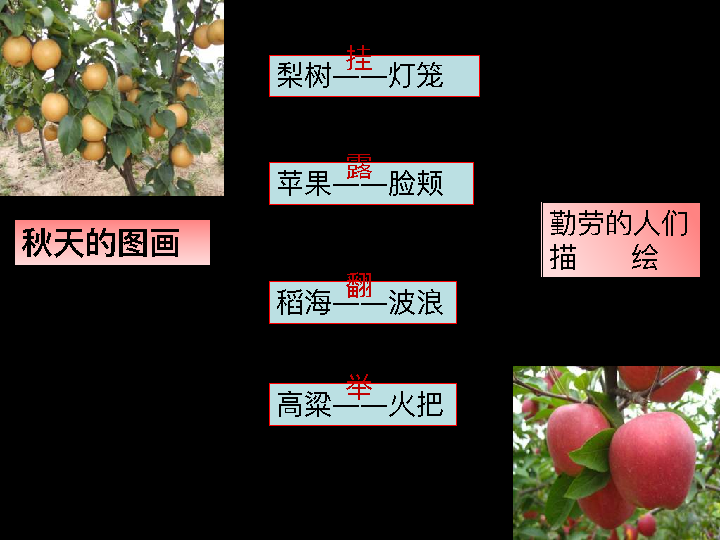 挂
梨树——灯笼
露
苹果——脸颊
秋天的图画
勤劳的人们
描 绘
翻
稻海——波浪
举
高粱——火把